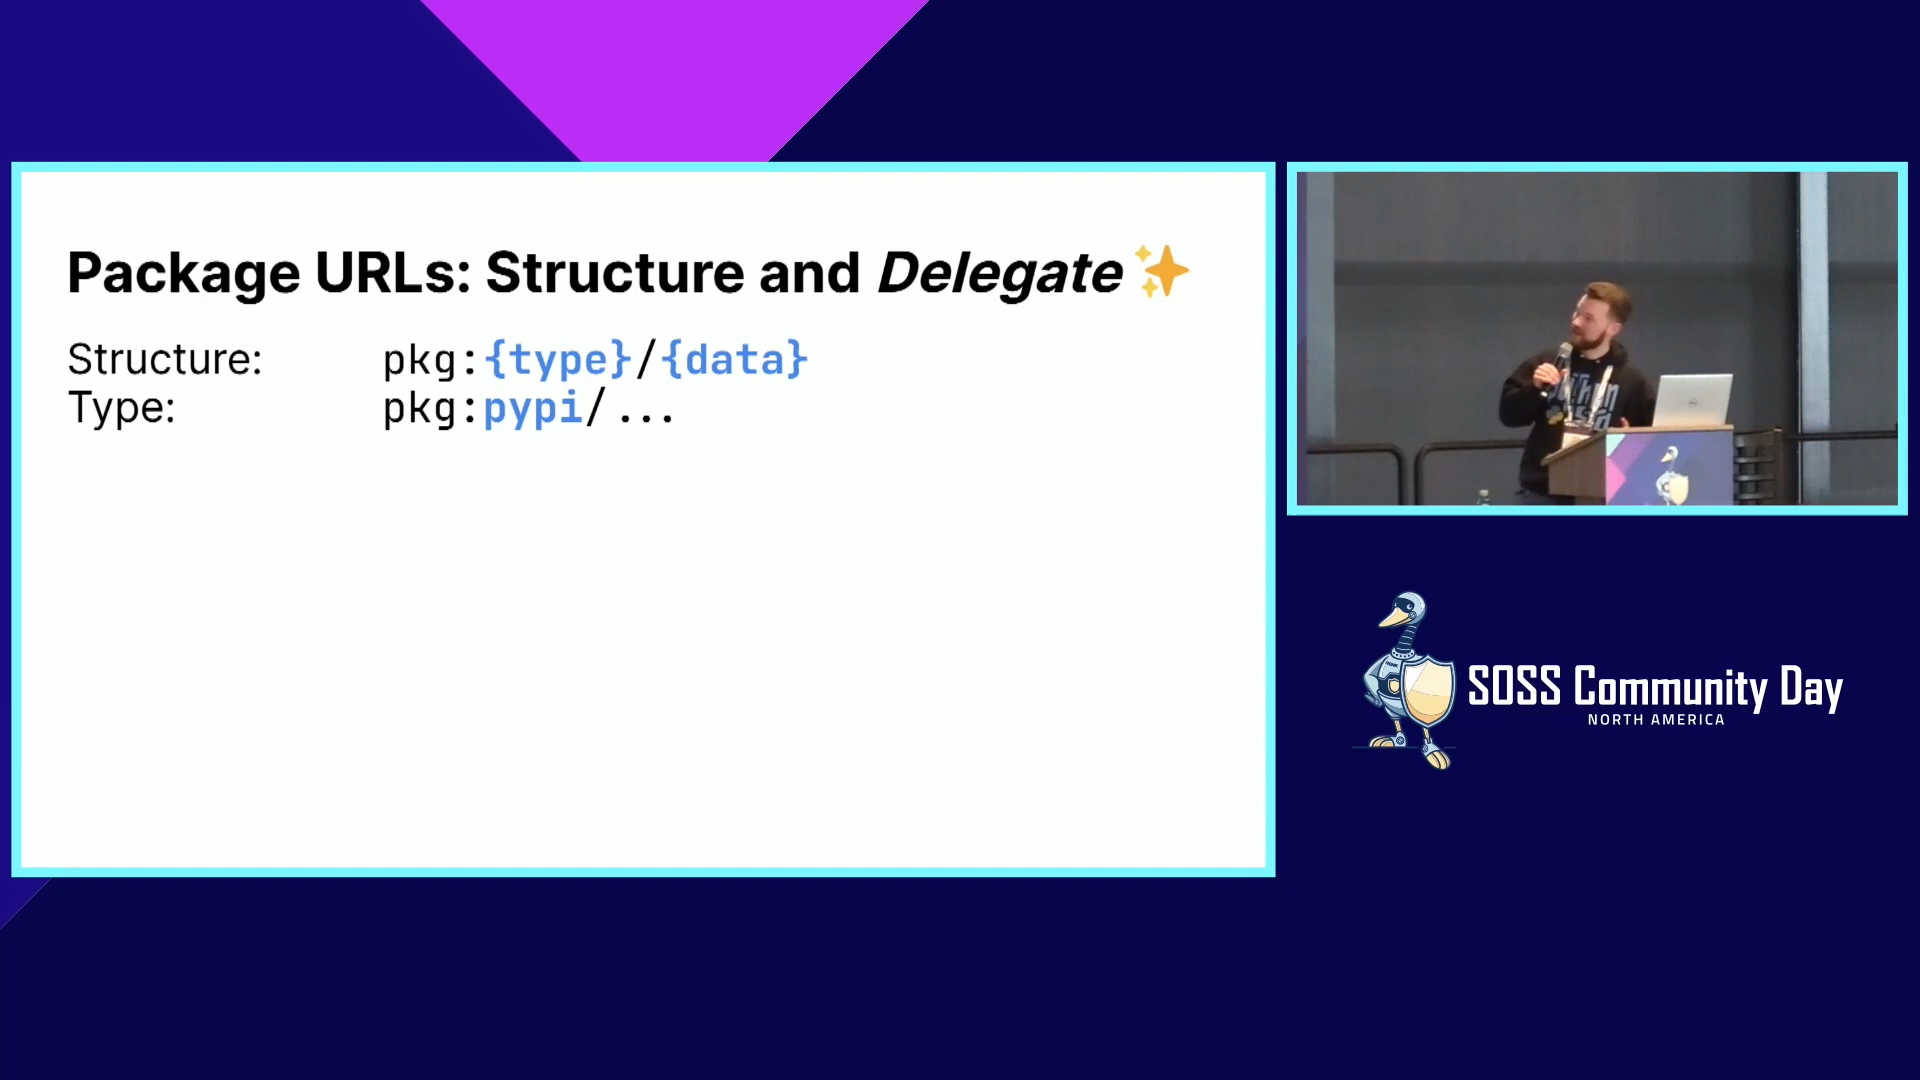 Package URLs: Structure and Delegate ✨
Structure: pkg:{type}/{data}
Type: pkg:pypi/...
SOSS Community Day
NORTH AMERICA